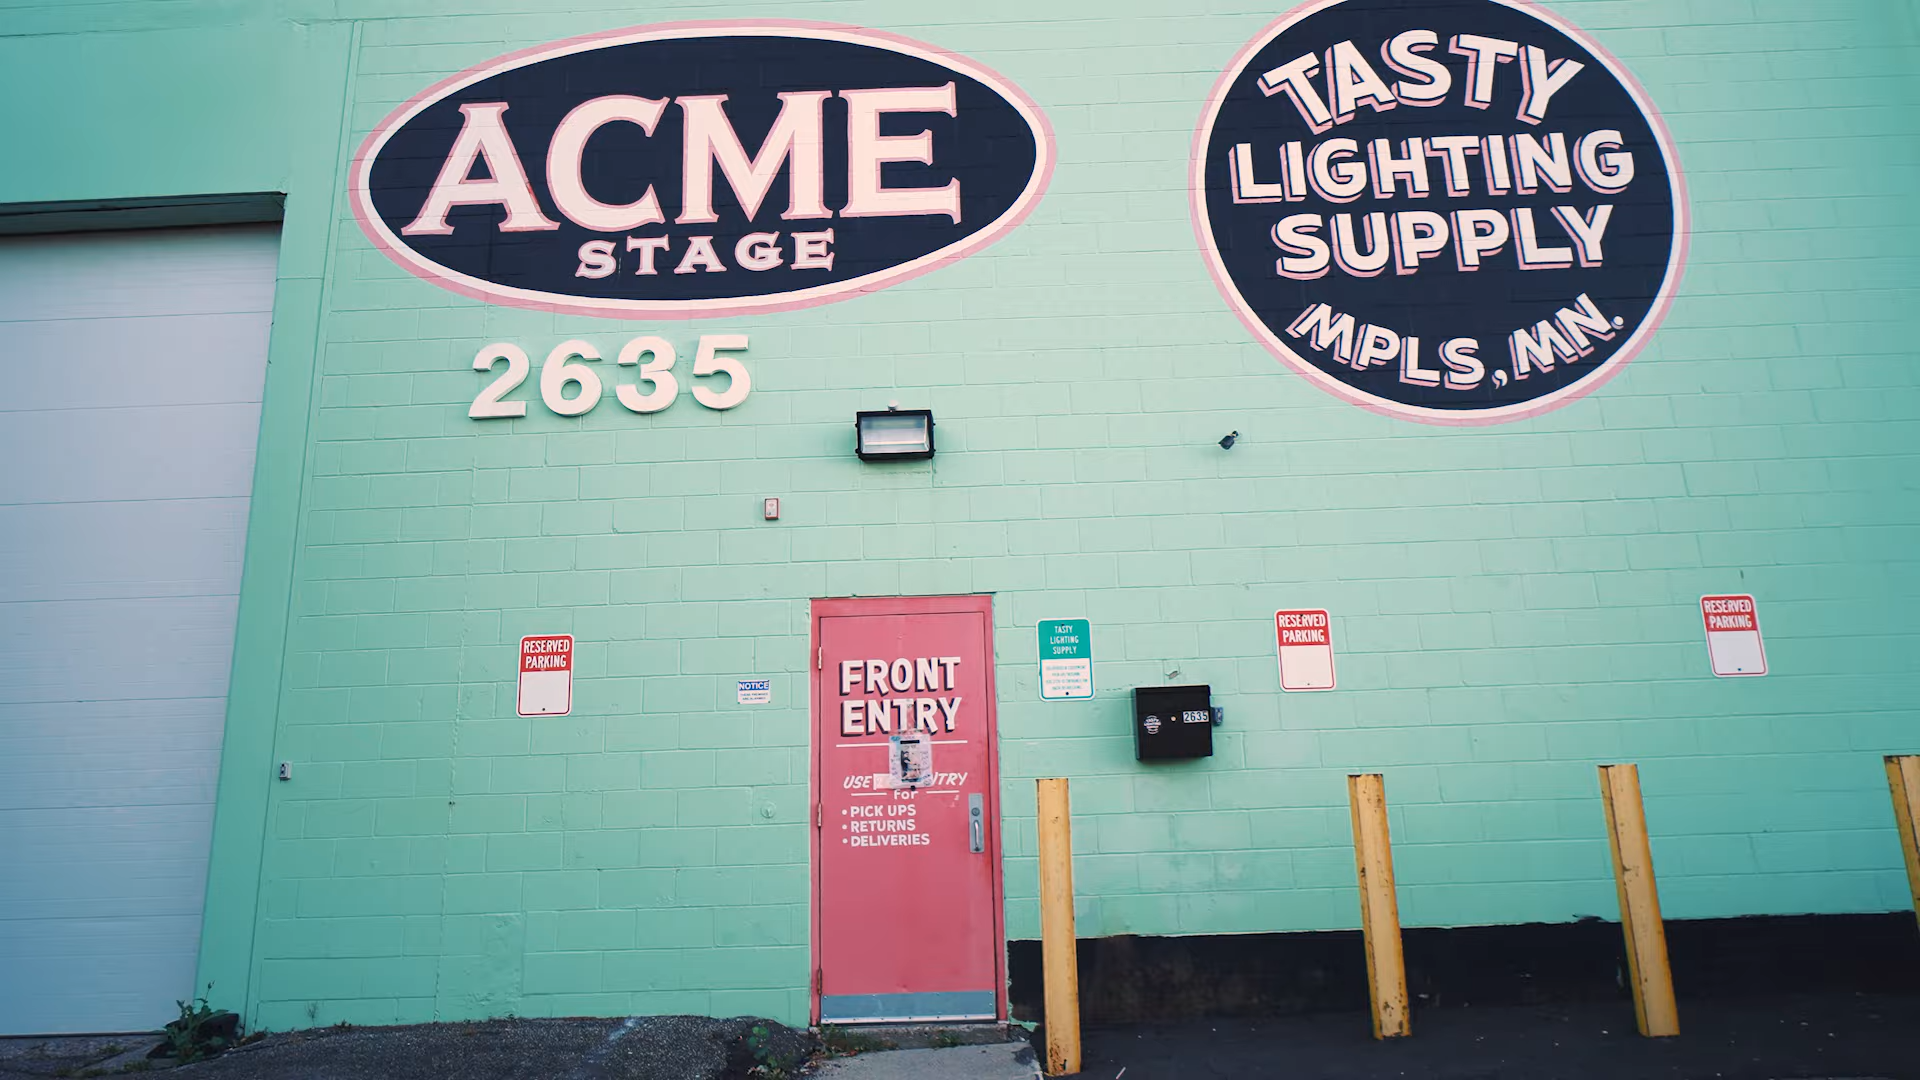 ACME
STAGE
2635
TASTY
LIGHTING
SUPPLY
MPLS, MN.
RESERVED
PARKING
NOTICE
FRONT
ENTRY
USE
for
• PICK UPS
• RETURNS
• DELIVERIES
TASTY
LIGHTING
SUPPLY
2635
RESERVED
PARKING
RESERVED
PARKING